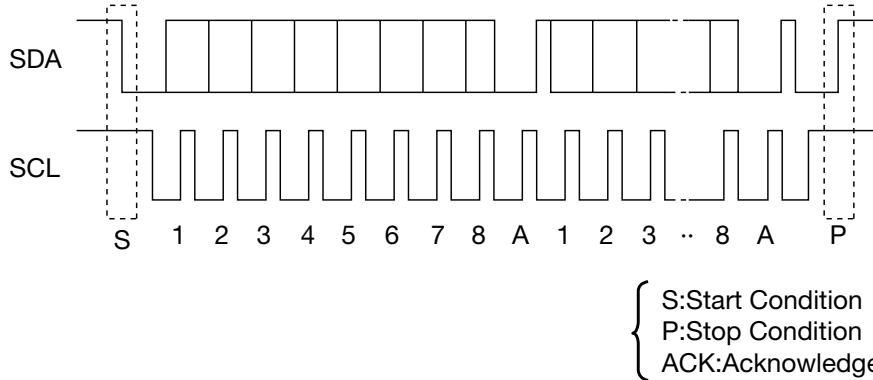 SDA
SCL
S 1 2 3 4 5 6 7 8 A 1 2 3 ·· 8 A P
S:Start Condition
P:Stop Condition
ACK:Acknowledge